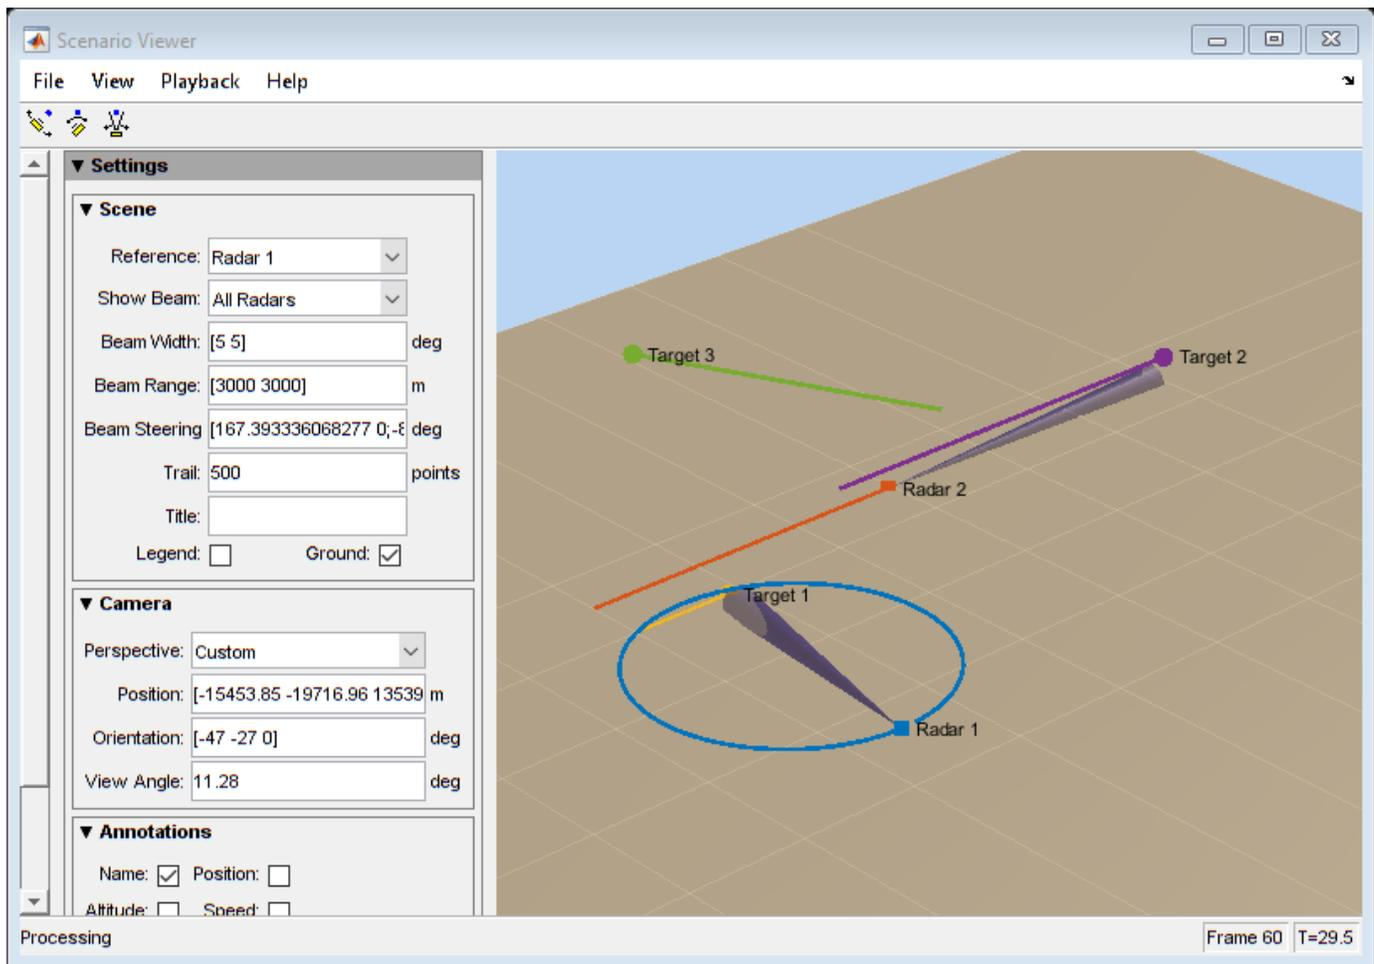 Scenario Viewer
File View Playback Help
▼ Settings
▼ Scene
Reference: Radar 1
Show Beam: All Radars
Beam Width: [5 5] deg
Beam Range: [3000 3000] m
Beam Steering [167.393336068277 0;-8 deg
Trail: 500 points
Title:
Legend: Ground:
▼ Camera
Perspective: Custom
Position: [-15453.85 -19716.96 13539 m
Orientation: [-47 -27 0] deg
View Angle: 11.28 deg
▼ Annotations
Name: Position:
Altitude: Speed:
Target 3
Target 2
Radar 2
Target 1
Radar 1
Processing
Frame 60 T=29.5